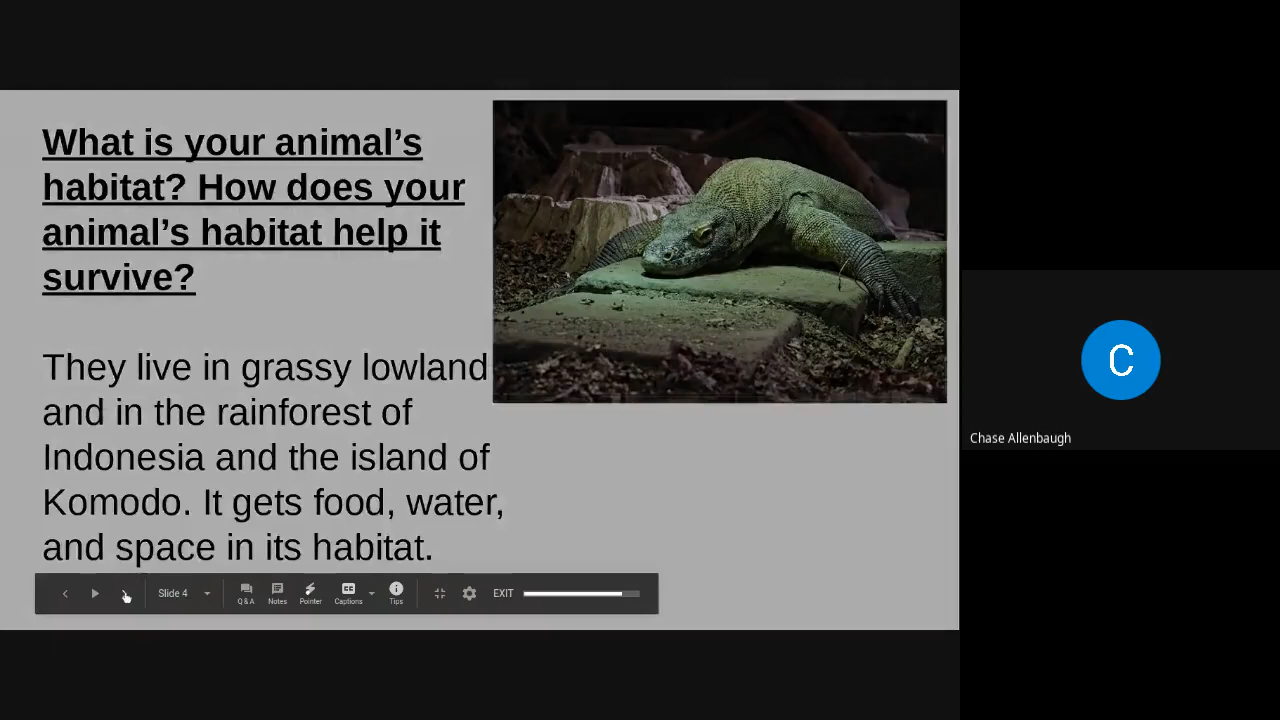 What is your animal’s
habitat? How does your
animal’s habitat help it
survive?
They live in grassy lowland
and in the rainforest of
Indonesia and the island of
Komodo. It gets food, water,
and space in its habitat.
Slide 4
Q & A
Notes
Pointer
CC
Captions
Tips
EXIT
C
Chase Allenbaugh